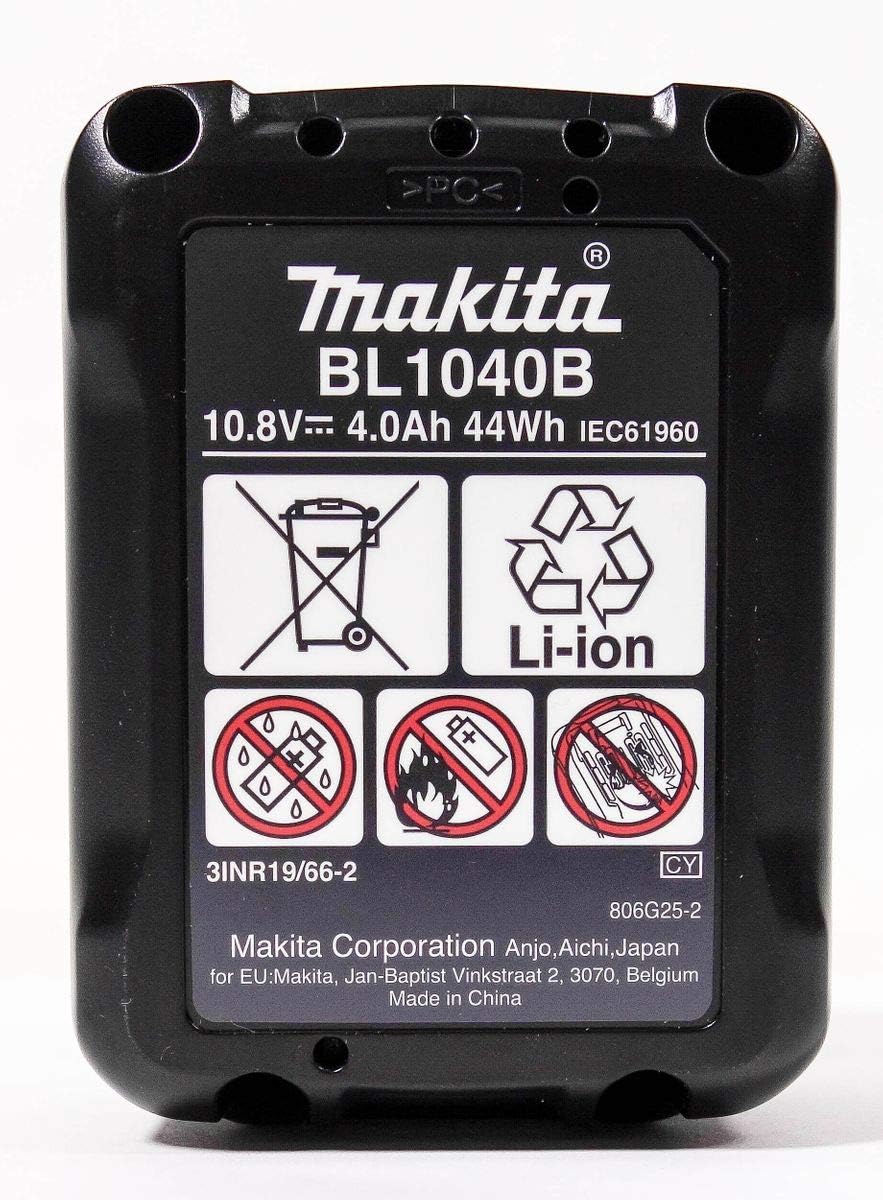 >PC<
makita®
BL1040B
10.8V⎓ 4.0Ah 44Wh IEC61960
Li-ion
3INR19/66-2
CY
806G25-2
Makita Corporation Anjo,Aichi,Japan
for EU:Makita, Jan-Baptist Vinkstraat 2, 3070, Belgium
Made in China